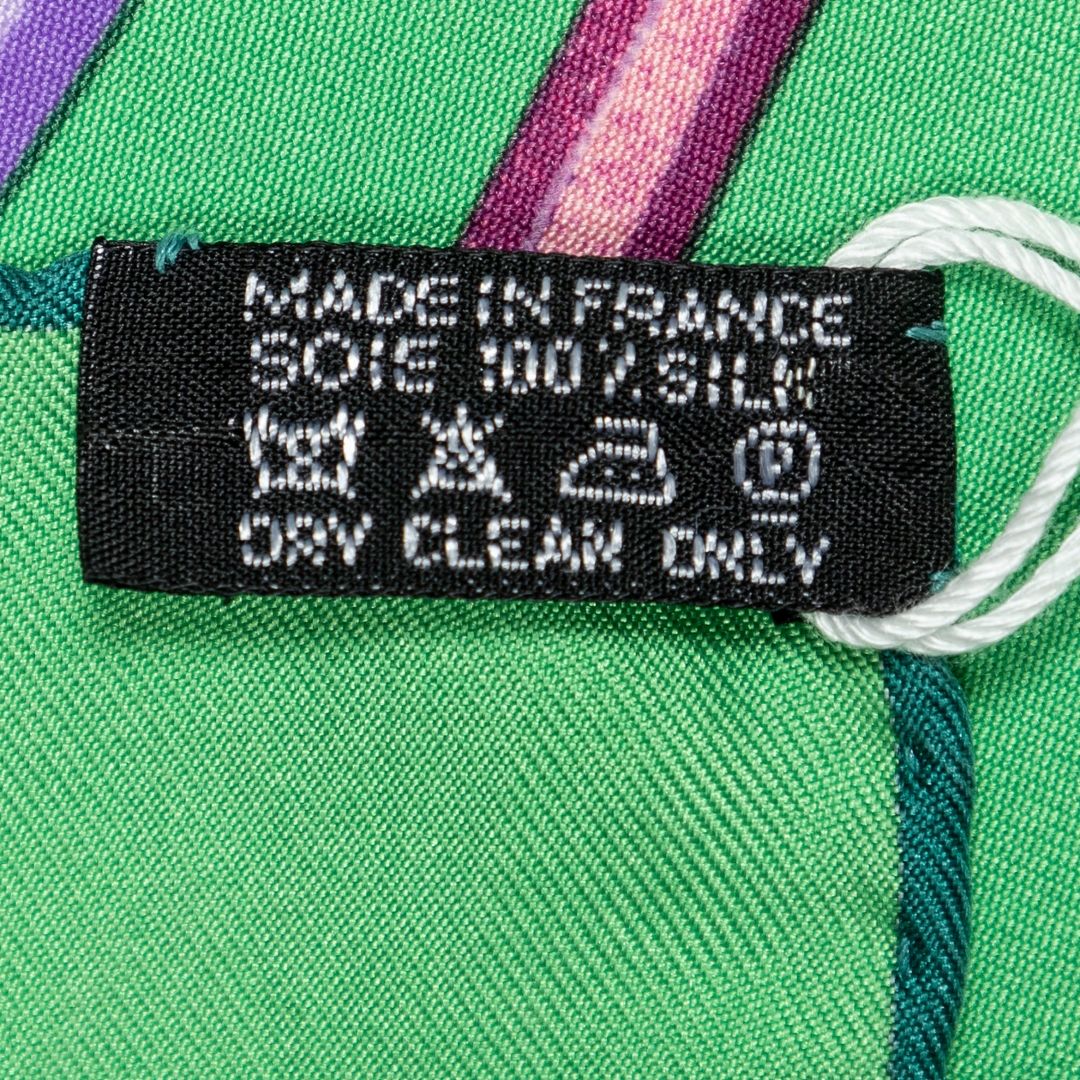 MADE IN FRANCE
SOIE 100% SILK
P
DRY CLEAN ONLY